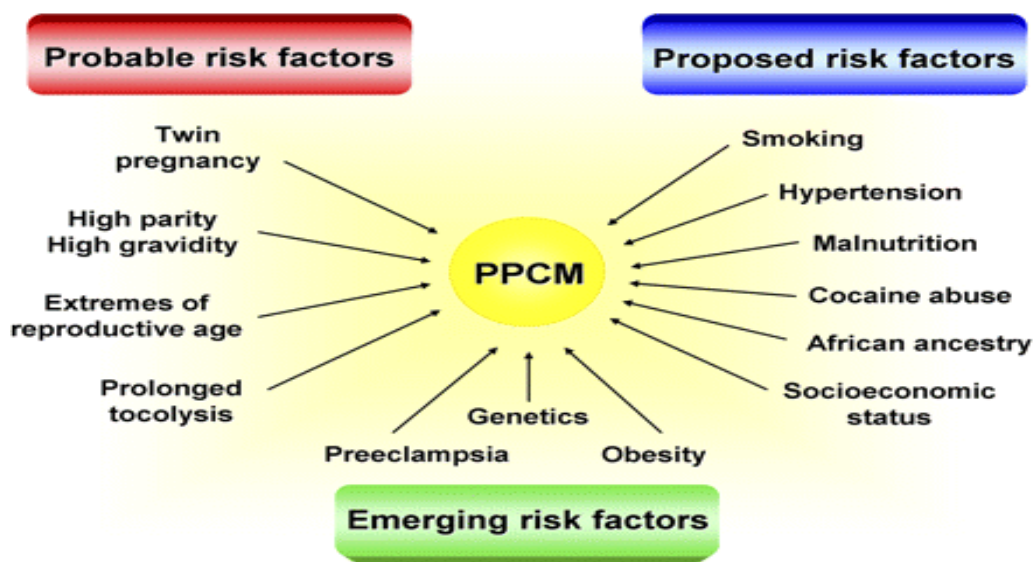 Probable risk factors
Proposed risk factors
Twin
pregnancy
High parity
High gravidity
Extremes of
reproductive age
Prolonged
tocolysis
PPCM
Smoking
Hypertension
Malnutrition
Cocaine abuse
African ancestry
Socioeconomic
status
Genetics
Preeclampsia
Obesity
Emerging risk factors